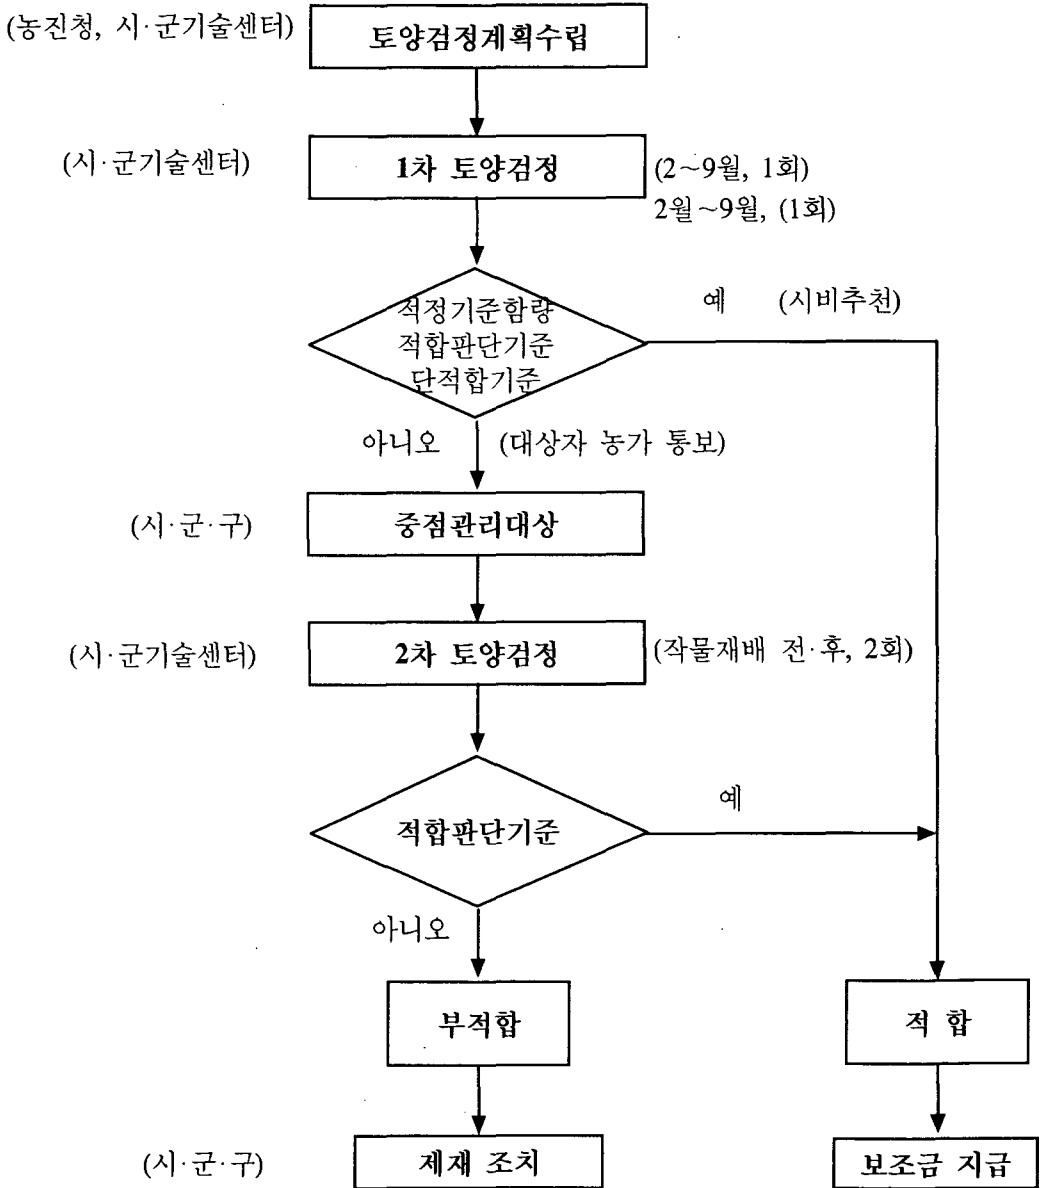 (농진청, 시·군기술센터)
토양검정계획수립
(시·군기술센터)
1차 토양검정
(2~9월, 1회)
2월~9월, (1회)
적정기준함량
적합판단기준
단적합기준
예 (시비추천)
아니오 (대상자 농가 통보)
(시·군·구)
중점관리대상
(시·군기술센터)
2차 토양검정
(작물재배 전·후, 2회)
적합판단기준
예
아니오
부적합
적 합
(시·군·구)
제재 조치
보조금 지급